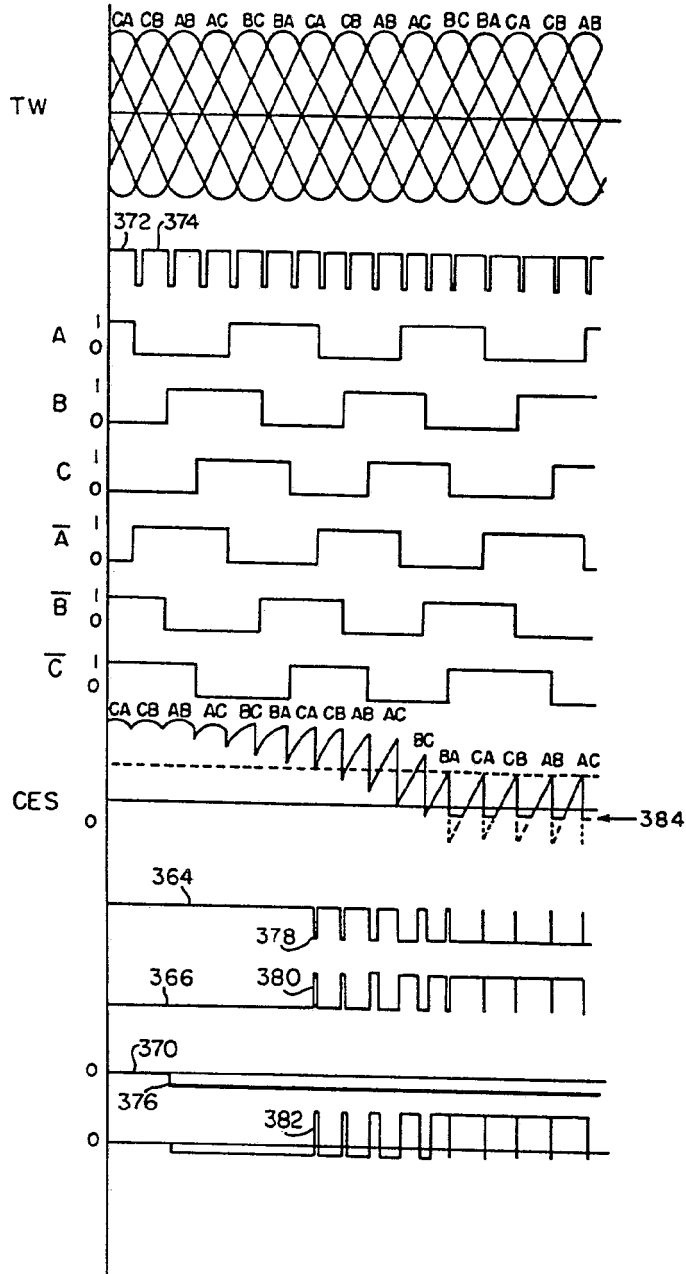 CA CB AB AC BC BA CA CB AB AC BC BA CA CB AB
TW
372 374
A 1 0
B 1 0
C 1 0
A̅ 1 0
B̅ 1 0
C̅ 1 0
CA CB AB AC BC BA CA CB AB AC BC BA CA CB AB AC
CES
0
384
364
378
380
366
370
0
376
382
0